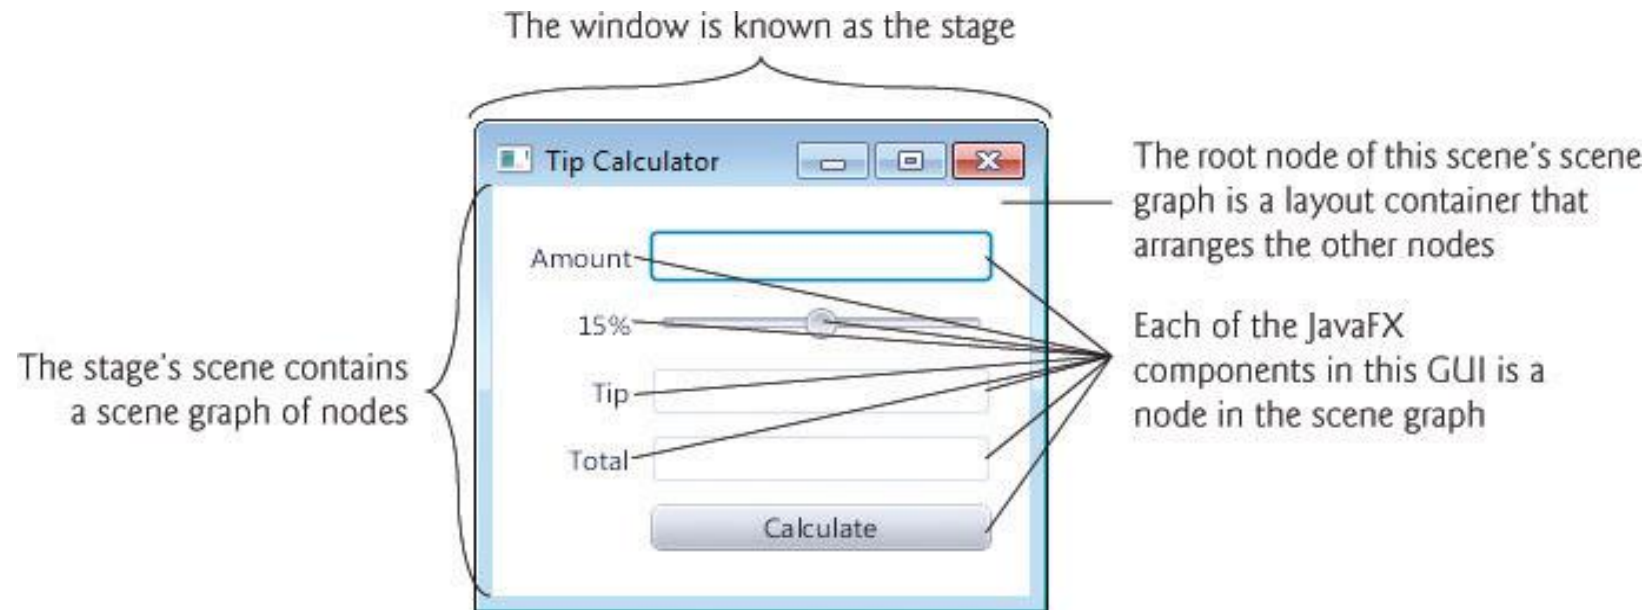 The window is known as the stage
Tip Calculator
The root node of this scene's scene
graph is a layout container that
arranges the other nodes
Amount
15%
Tip
Total
Calculate
The stage's scene contains
a scene graph of nodes
Each of the JavaFX
components in this GUI is a
node in the scene graph